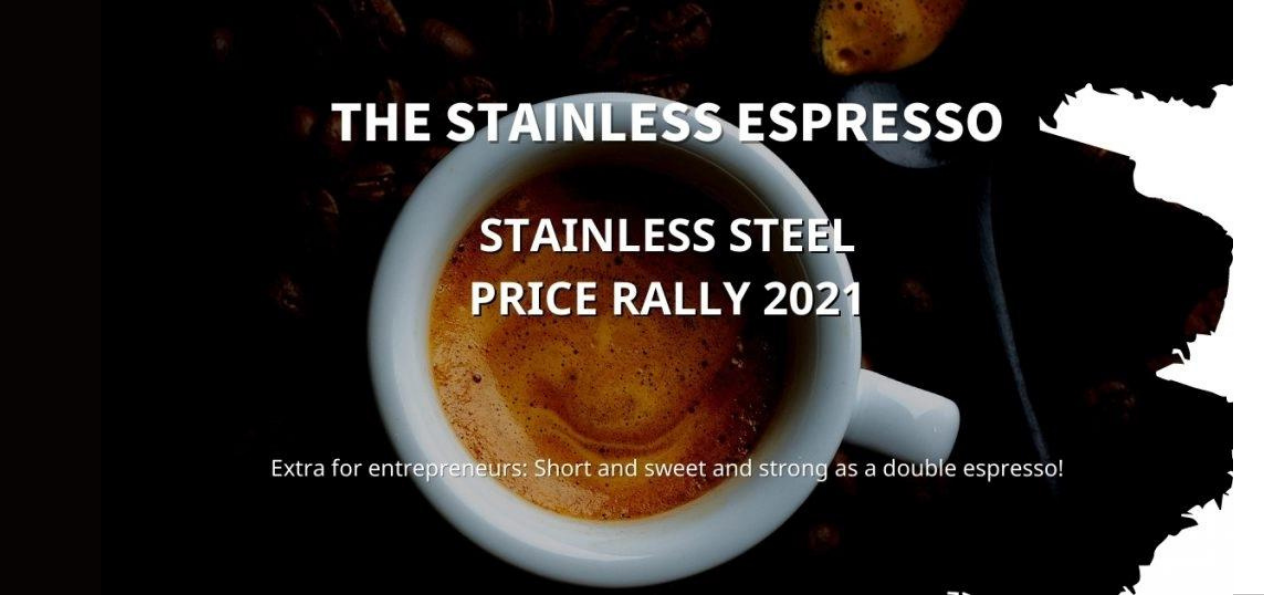 THE STAINLESS ESPRESSO
STAINLESS STEEL
PRICE RALLY 2021
Extra for entrepreneurs: Short and sweet and strong as a double espresso!